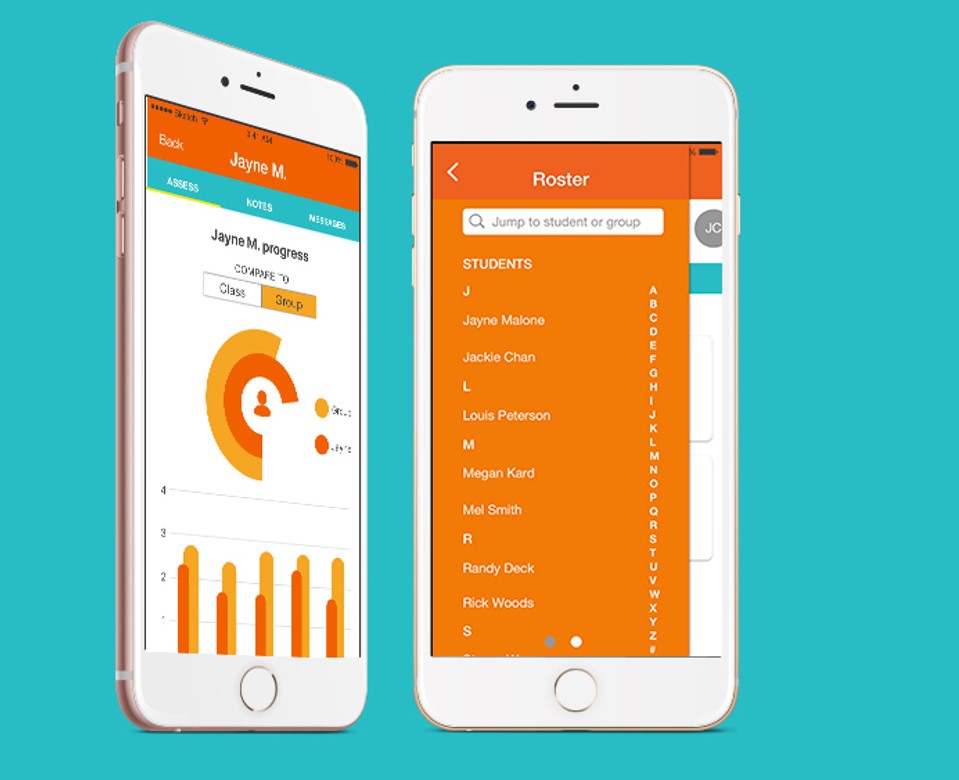 Sketch
9:41 AM
100%
Back
Jayne M.
ASSESS
NOTES
MESSAGES
Jayne M. progress
COMPARE TO
Class
Group
Group
Jayne
4
3
2
1
%
Roster
Jump to student or group
JC
STUDENTS
J
Jayne Malone
Jackie Chan
L
Louis Peterson
M
Megan Kard
Mel Smith
R
Randy Deck
Rick Woods
S
A
B
C
D
E
F
G
H
I
J
K
L
M
N
O
P
Q
R
S
T
U
V
W
X
Y
Z
#